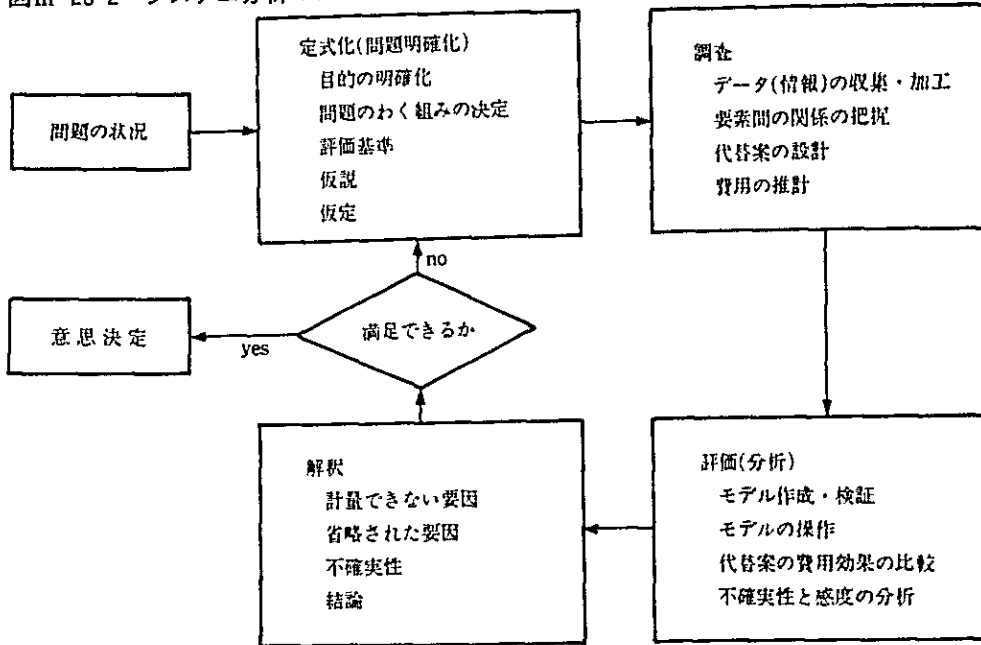 問題の状況
定式化(問題明確化)
目的の明確化
問題のわく組みの決定
評価基準
仮説
仮定
調査
データ(情報)の収集・加工
要素間の関係の把握
代替案の設計
費用の推計
no
満足できるか
yes
意思決定
解釈
計量できない要因
省略された要因
不確実性
結論
評価(分析)
モデル作成・検証
モデルの操作
代替案の費用効果の比較
不確実性と感度の分析